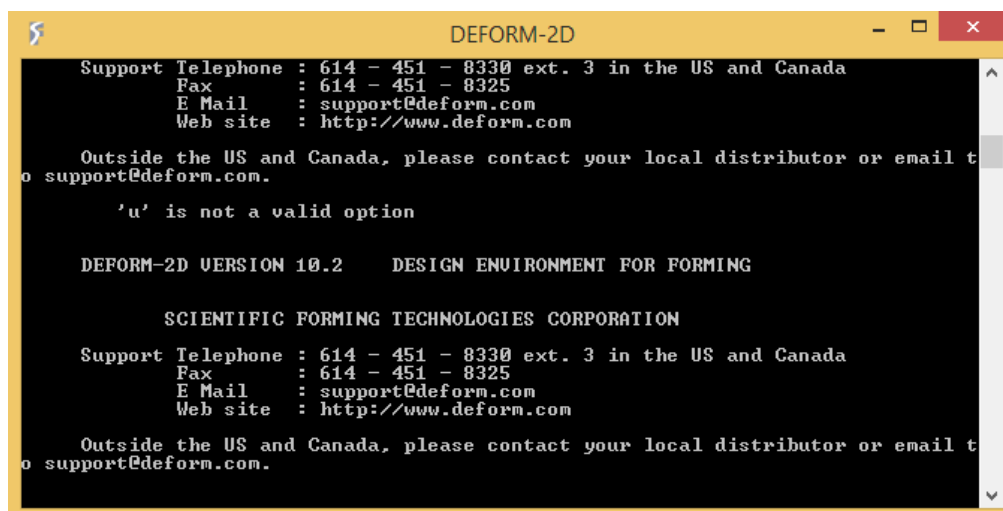 DEFORM-2D
Support Telephone : 614 - 451 - 8330 ext. 3 in the US and Canada
Fax : 614 - 451 - 8325
E Mail : support@deform.com
Web site : http://www.deform.com
Outside the US and Canada, please contact your local distributor or email t
o support@deform.com.
'u' is not a valid option
DEFORM-2D VERSION 10.2 DESIGN ENVIRONMENT FOR FORMING
SCIENTIFIC FORMING TECHNOLOGIES CORPORATION
Support Telephone : 614 - 451 - 8330 ext. 3 in the US and Canada
Fax : 614 - 451 - 8325
E Mail : support@deform.com
Web site : http://www.deform.com
Outside the US and Canada, please contact your local distributor or email t
o support@deform.com.